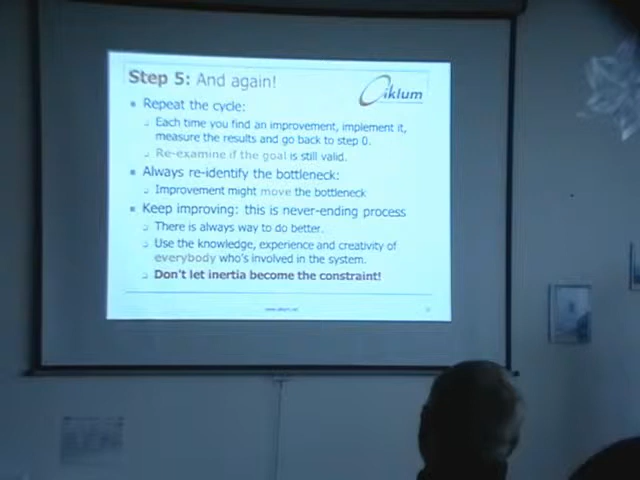 Step 5: And again!
Ciklum
Repeat the cycle:
Each time you find an improvement, implement it,
measure the results and go back to step 0.
Re-examine if the goal is still valid.
Always re-identify the bottleneck:
Improvement might move the bottleneck
Keep improving: this is never-ending process
There is always way to do better.
Use the knowledge, experience and creativity of
everybody who's involved in the system.
Don't let inertia become the constraint!
www.ciklum.net